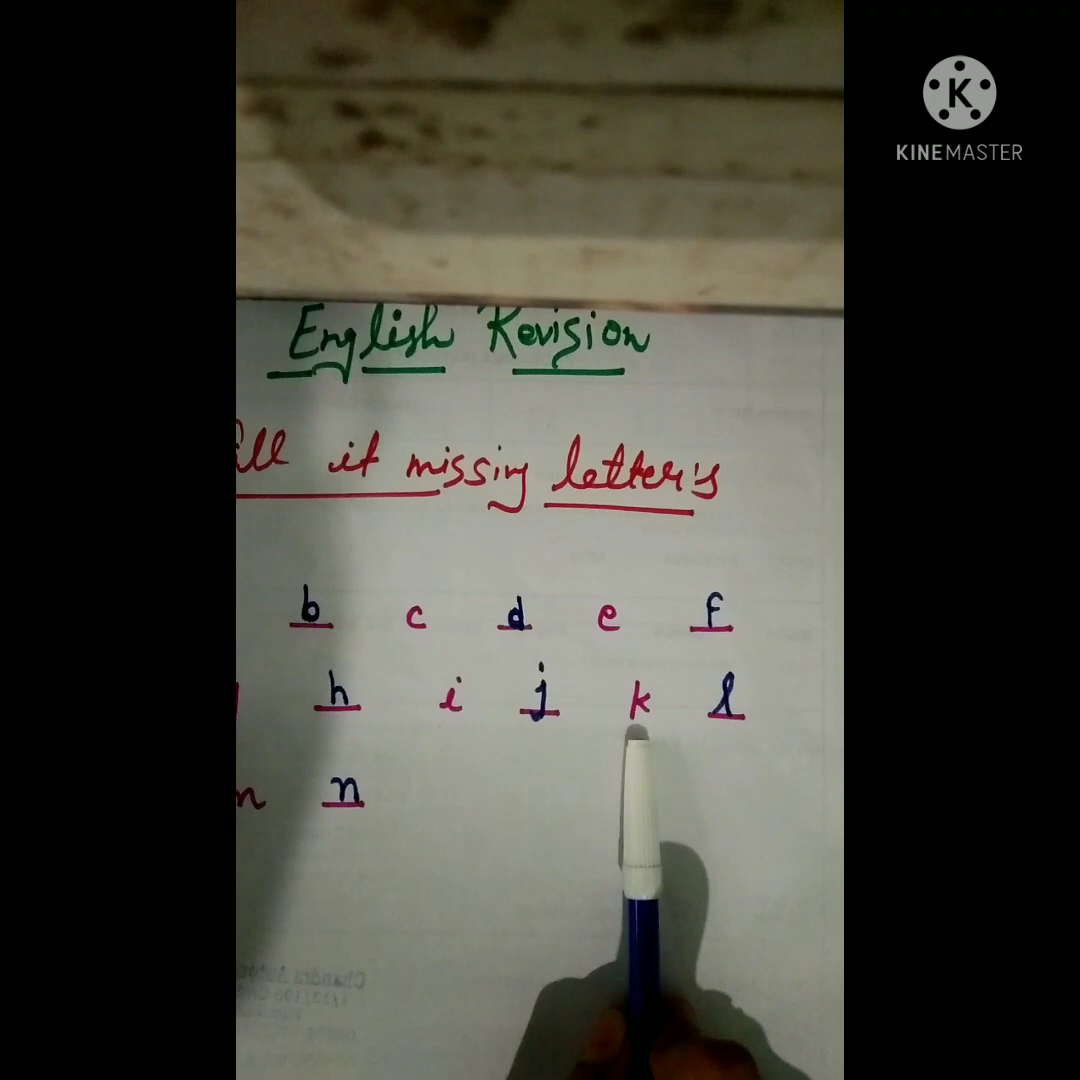 English Revision
ill it missing letter's
b c d e f
h i j k l
n
K
KINEMASTER